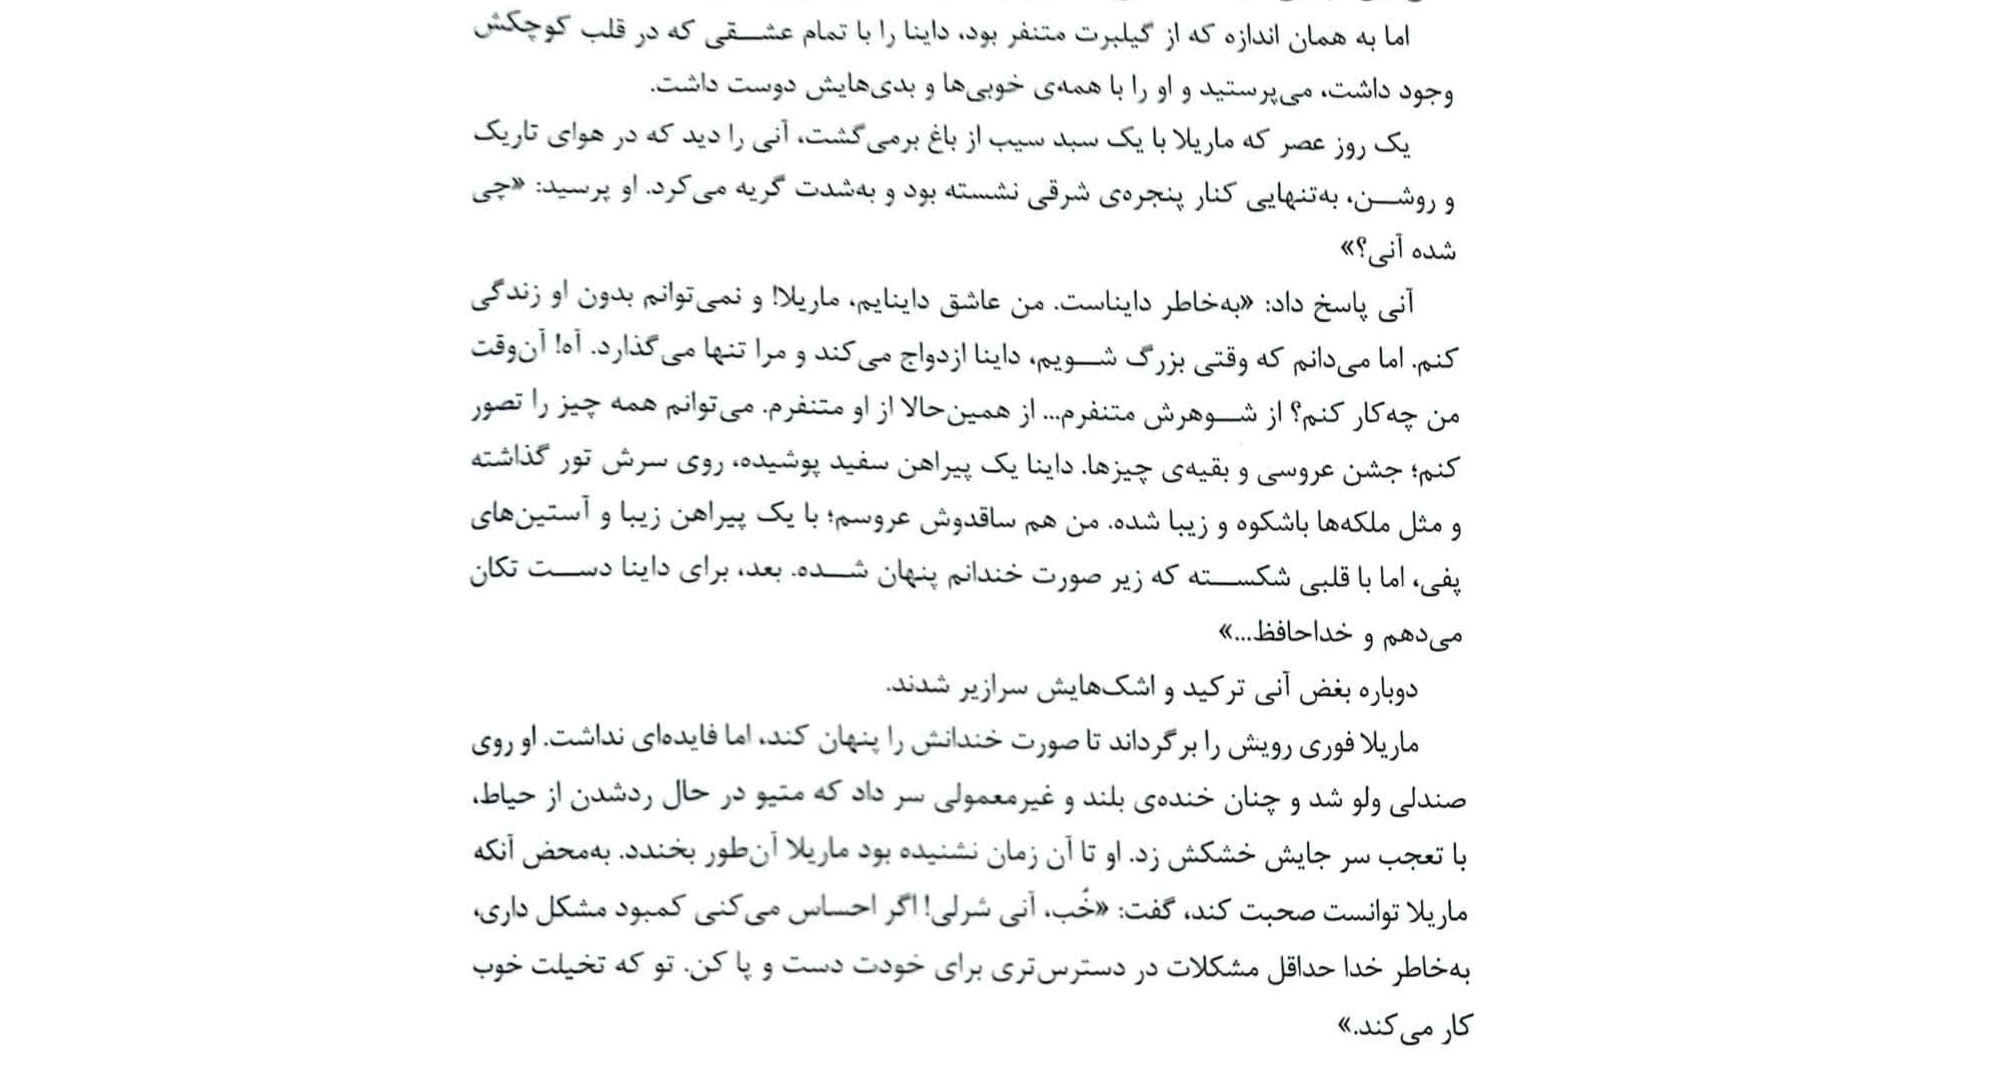 اما به همان اندازه که از گیلبرت متنفر بود، داینا را با تمام عشقی که در قلب کوچکش
وجود داشت، می‌پرستید و او را با همه‌ی خوبی‌ها و بدی‌هایش دوست داشت.
یک روز عصر که ماریلا با یک سبد سیب از باغ برمی‌گشت، آنی را دید که در هوای تاریک
و روشن، به‌تنهایی کنار پنجره‌ی شرقی نشسته بود و به‌شدت گریه می‌کرد. او پرسید: «چی
شده آنی؟»
آنی پاسخ داد: «به‌خاطر دایناست. من عاشق داینایم، ماریلا! و نمی‌توانم بدون او زندگی
کنم. اما می‌دانم که وقتی بزرگ شویم، داینا ازدواج می‌کند و مرا تنها می‌گذارد. آه! آن‌وقت
من چه‌کار کنم؟ از شوهرش متنفرم... از همین‌حالا از او متنفرم. می‌توانم همه چیز را تصور
کنم؛ جشن عروسی و بقیه‌ی چیزها. داینا یک پیراهن سفید پوشیده، روی سرش تور گذاشته
و مثل ملکه‌ها باشکوه و زیبا شده. من هم ساقدوش عروسم؛ با یک پیراهن زیبا و آستین‌های
پفی، اما با قلبی شکسته که زیر صورت خندانم پنهان شده. بعد، برای داینا دست تکان
می‌دهم و خداحافظ...»
دوباره بغض آنی ترکید و اشک‌هایش سرازیر شدند.
ماریلا فوری رویش را برگرداند تا صورت خندانش را پنهان کند، اما فایده‌ای نداشت. او روی
صندلی ولو شد و چنان خنده‌ی بلند و غیرمعمولی سر داد که متیو در حال ردشدن از حیاط،
با تعجب سر جایش خشکش زد. او تا آن زمان نشنیده بود ماریلا آن‌طور بخندد. به‌محض آنکه
ماریلا توانست صحبت کند، گفت: «خُب، آنی شرلی! اگر احساس می‌کنی کمبود مشکل داری،
به‌خاطر خدا حداقل مشکلات در دسترس‌تری برای خودت دست و پا کن. تو که تخیلت خوب
کار می‌کند.»